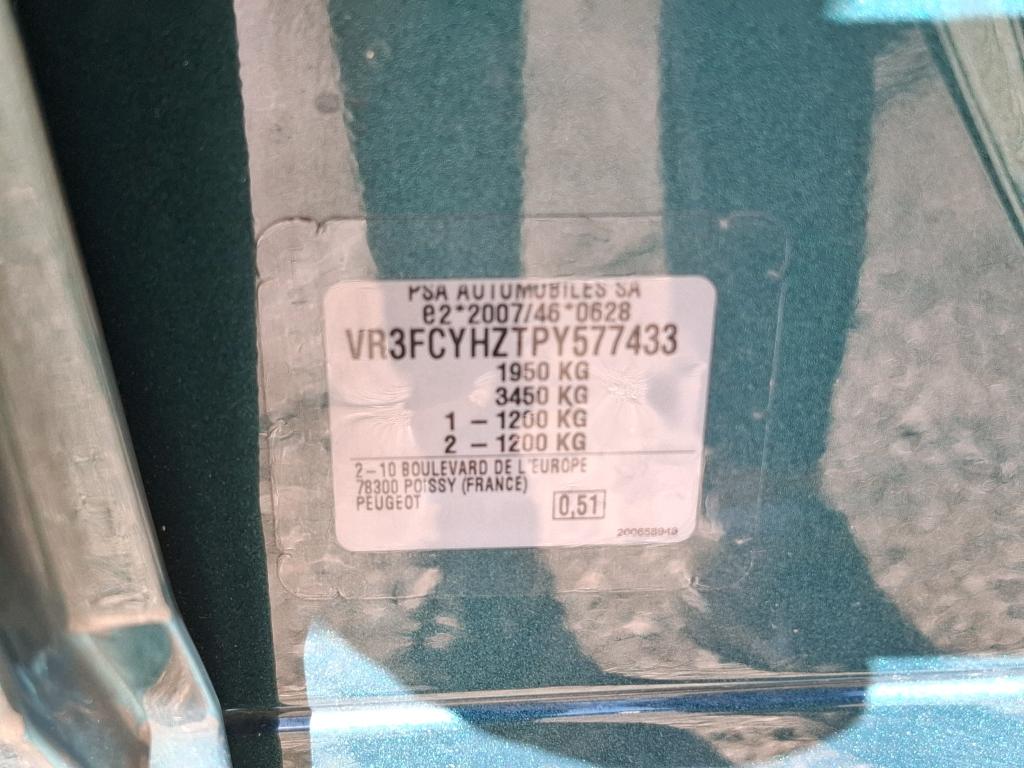 PSA AUTOMOBILES SA
e2*2007/46*0628
VR3FCYHZTPY577433
1950 KG
3450 KG
1 – 1200 KG
2 – 1200 KG
2–10 BOULEVARD DE L'EUROPE
78300 POISSY (FRANCE)
PEUGEOT
0,51
200658949